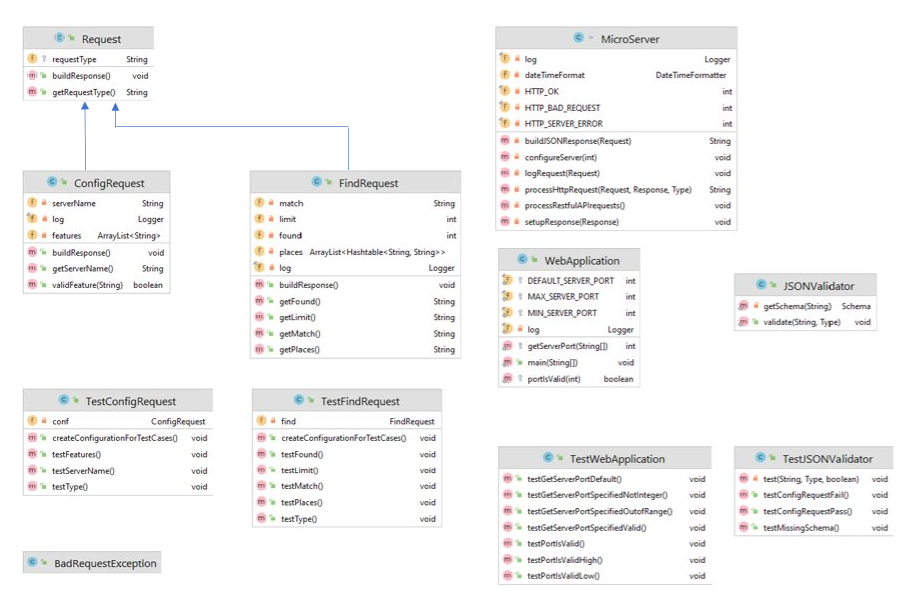 Request
requestType String
buildResponse() void
getRequestType() String
MicroServer
log Logger
dateTimeFormat DateTimeFormatter
HTTP_OK int
HTTP_BAD_REQUEST int
HTTP_SERVER_ERROR int
buildJSONResponse(Request) String
configureServer(int) void
logRequest(Request) void
processHttpRequest(Request, Response, Type) String
processRestfulAPIrequests() void
setupResponse(Response) void
ConfigRequest
serverName String
log Logger
features ArrayList<String>
buildResponse() void
getServerName() String
validFeature(String) boolean
FindRequest
match String
limit int
found int
places ArrayList<Hashtable<String, String>>
log Logger
buildResponse() void
getFound() String
getLimit() String
getMatch() String
getPlaces() String
WebApplication
DEFAULT_SERVER_PORT int
MAX_SERVER_PORT int
MIN_SERVER_PORT int
log Logger
getServerPort(String[]) int
main(String[]) void
portIsValid(int) boolean
JSONValidator
getSchema(String) Schema
validate(String, Type) void
TestConfigRequest
conf ConfigRequest
createConfigurationForTestCases() void
testFeatures() void
testServerName() void
testType() void
TestFindRequest
find FindRequest
createConfigurationForTestCases() void
testFound() void
testLimit() void
testMatch() void
testPlaces() void
testType() void
TestWebApplication
testGetServerPortDefault() void
testGetServerPortSpecifiedNotInteger() void
testGetServerPortSpecifiedOutofRange() void
testGetServerPortSpecifiedValid() void
testPortIsValid() void
testPortIsValidHigh() void
testPortIsValidLow() void
TestJSONValidator
test(String, Type, boolean) void
testConfigRequestFail() void
testConfigRequestPass() void
testMissingSchema() void
BadRequestException